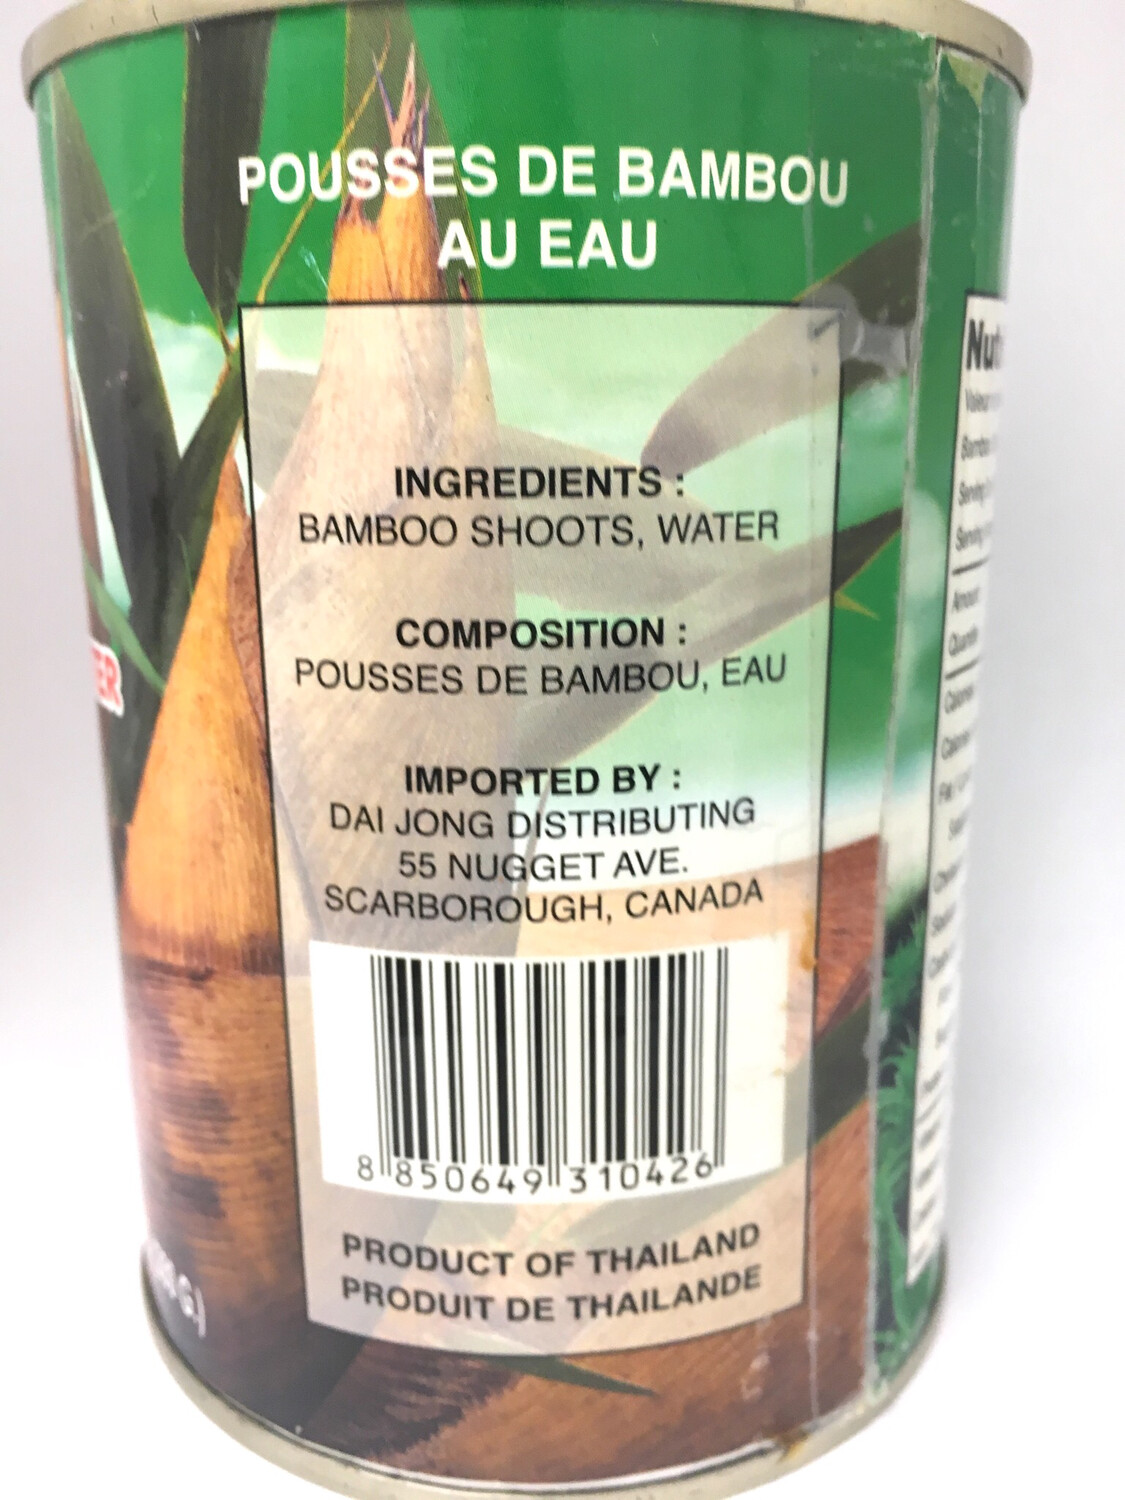 POUSSES DE BAMBOU
AU EAU
INGREDIENTS :
BAMBOO SHOOTS, WATER
COMPOSITION :
POUSSES DE BAMBOU, EAU
IMPORTED BY :
DAI JONG DISTRIBUTING
55 NUGGET AVE.
SCARBOROUGH, CANADA
8 850649 310426
PRODUCT OF THAILAND
PRODUIT DE THAILANDE